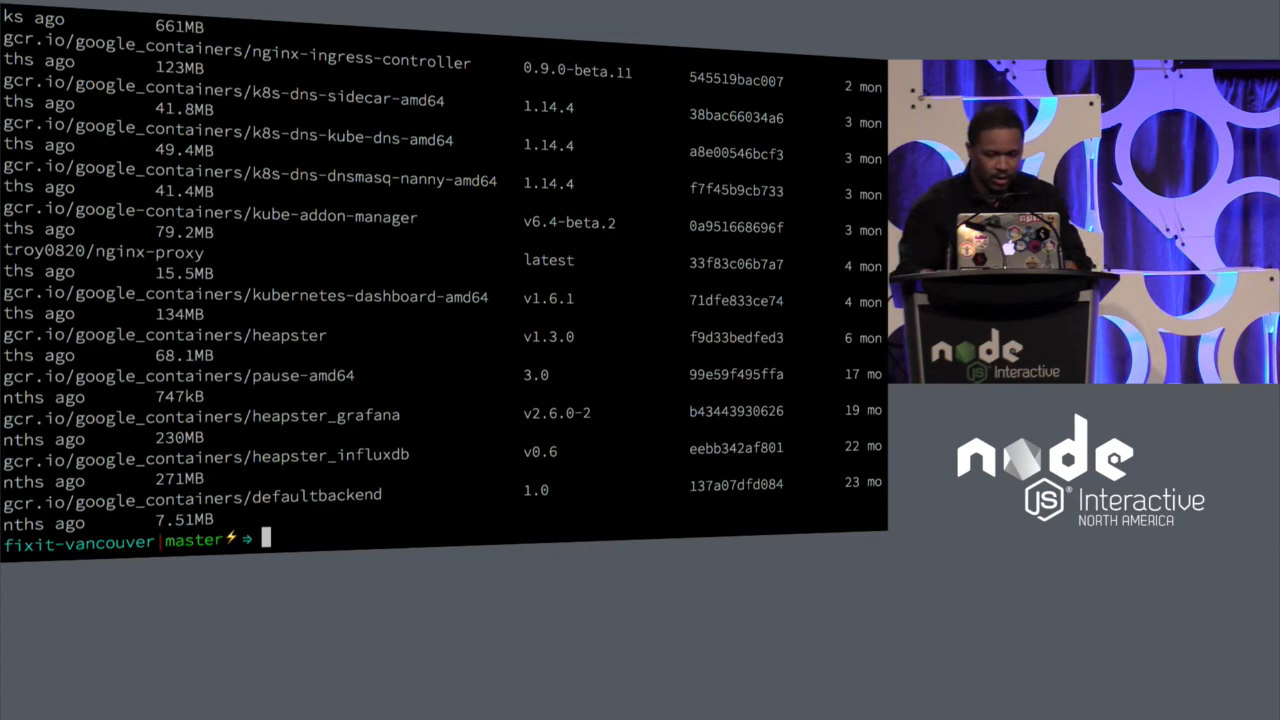 ks ago 661MB
gcr.io/google_containers/nginx-ingress-controller 0.9.0-beta.11 545519bac007 2 mon
ths ago 123MB
gcr.io/google_containers/k8s-dns-sidecar-amd64 1.14.4 38bac66034a6 3 mon
ths ago 41.8MB
gcr.io/google_containers/k8s-dns-kube-dns-amd64 1.14.4 a8e00546bcf3 3 mon
ths ago 49.4MB
gcr.io/google_containers/k8s-dns-dnsmasq-nanny-amd64 1.14.4 f7f45b9cb733 3 mon
ths ago 41.4MB
gcr.io/google-containers/kube-addon-manager v6.4-beta.2 0a951668696f 3 mon
ths ago 79.2MB
troy0820/nginx-proxy latest 33f83c06b7a7 4 mon
ths ago 15.5MB
gcr.io/google_containers/kubernetes-dashboard-amd64 v1.6.1 71dfe833ce74 4 mon
ths ago 134MB
gcr.io/google_containers/heapster v1.3.0 f9d33bedfed3 6 mon
ths ago 68.1MB
gcr.io/google_containers/pause-amd64 3.0 99e59f495ffa 17 mo
nths ago 747kB
gcr.io/google_containers/heapster_grafana v2.6.0-2 b43443930626 19 mo
nths ago 230MB
gcr.io/google_containers/heapster_influxdb v0.6 eebb342af801 22 mo
nths ago 271MB
gcr.io/google_containers/defaultbackend 1.0 137a07dfd084 23 mo
nths ago 7.51MB
fixit-vancouver|master⚡⇒
node
JS Interactive
node
JS® Interactive
NORTH AMERICA